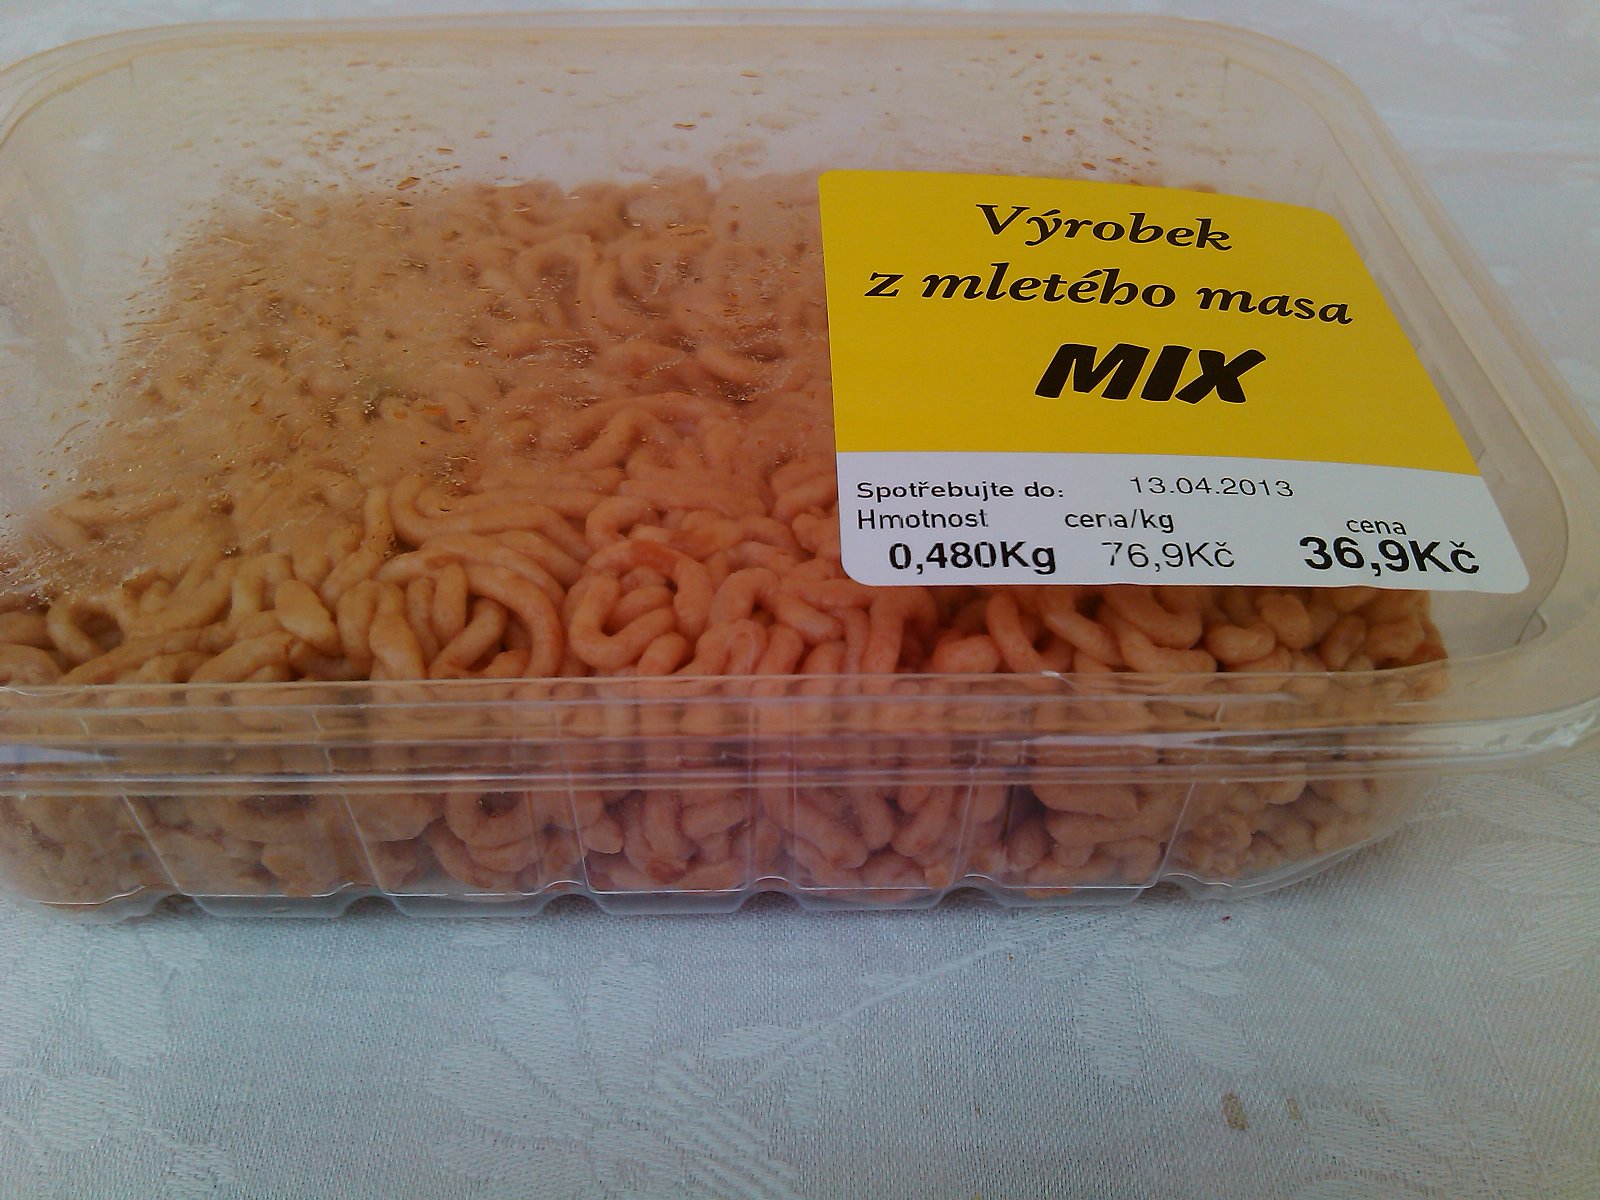 Výrobek
z mletého masa
MIX
Spotřebujte do: 13.04.2013
Hmotnost cena/kg cena
0,480Kg 76,9Kč 36,9Kč